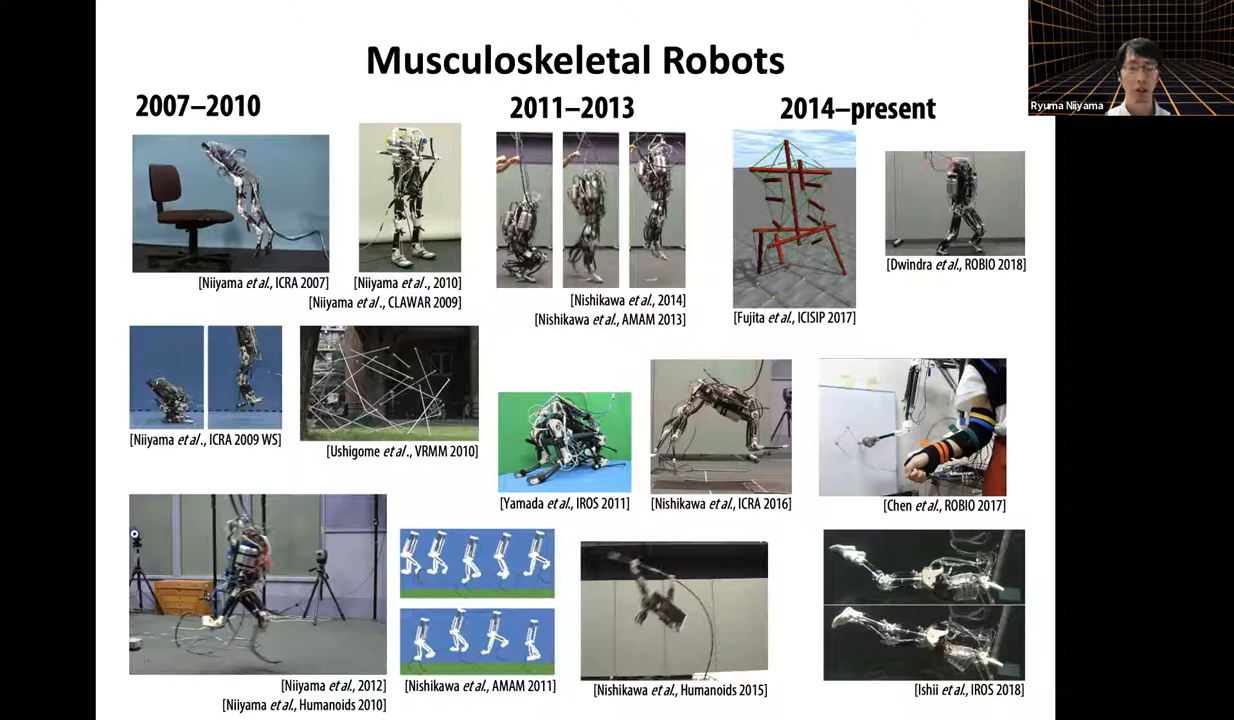 Musculoskeletal Robots
Ryuma Niiyama
2007–2010
2011–2013
2014–present
[Niiyama et al., ICRA 2007]
[Niiyama et al., 2010]
[Niiyama et al., CLAWAR 2009]
[Nishikawa et al., 2014]
[Nishikawa et al., AMAM 2013]
[Fujita et al., ICISIP 2017]
[Dwindra et al., ROBIO 2018]
[Niiyama et al., ICRA 2009 WS]
[Ushigome et al., VRMM 2010]
[Yamada et al., IROS 2011]
[Nishikawa et al., ICRA 2016]
[Chen et al., ROBIO 2017]
[Niiyama et al., 2012]
[Niiyama et al., Humanoids 2010]
[Nishikawa et al., AMAM 2011]
[Nishikawa et al., Humanoids 2015]
[Ishii et al., IROS 2018]